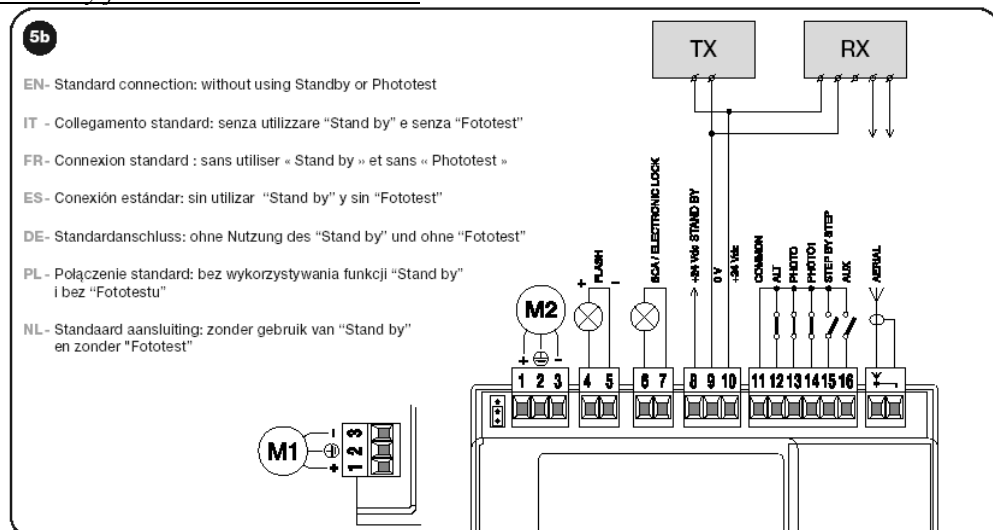 5b
TX
RX
EN- Standard connection: without using Standby or Phototest
IT - Collegamento standard: senza utilizzare “Stand by” e senza “Fototest”
FR- Connexion standard : sans utiliser « Stand by » et sans « Phototest »
ES- Conexión estándar: sin utilizar “Stand by” y sin “Fototest”
DE- Standardanschluss: ohne Nutzung des “Stand by” und ohne “Fototest”
PL- Połączenie standard: bez wykorzystywania funkcji “Stand by”
i bez “Fototestu”
NL- Standaard aansluiting: zonder gebruik van “Stand by”
en zonder "Fototest”
+ FLASH -
SCA / ELECTRONIC LOCK
+24 Vdc STAND BY
0 V
+24 Vdc
COMMON
ALT
PHOTO
PHOTO1
STEP BY STEP
AUX
AERIAL
M2
+ -
1 2 3 4 5 6 7 8 9 10 11 12 13 14 15 16
M1
- 3
2
+ 1